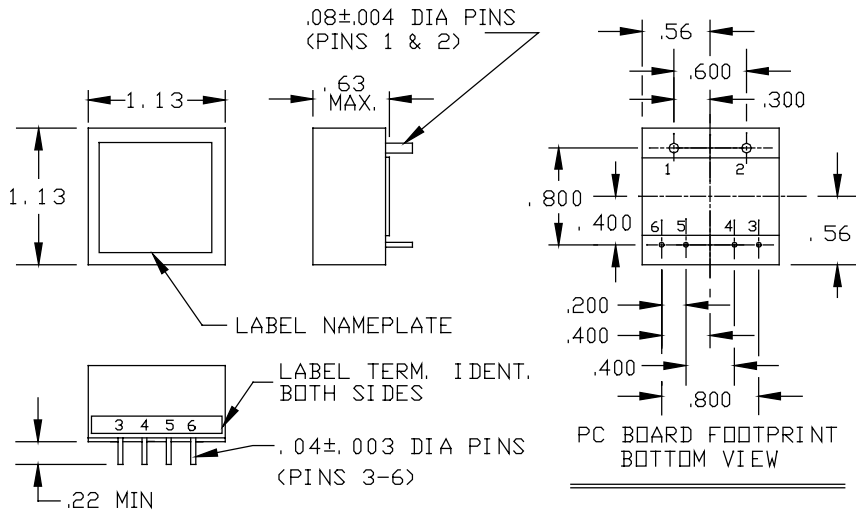 .08±.004 DIA PINS
(PINS 1 & 2)
1.13
1.13
.63
MAX.
LABEL NAMEPLATE
3 4 5 6
LABEL TERM. IDENT.
BOTH SIDES
.04±.003 DIA PINS
(PINS 3-6)
.22 MIN
.56
.600
.300
1 2
.800
.400
6 5 4 3
.56
.200
.400
.400
.800
PC BOARD FOOTPRINT
BOTTOM VIEW